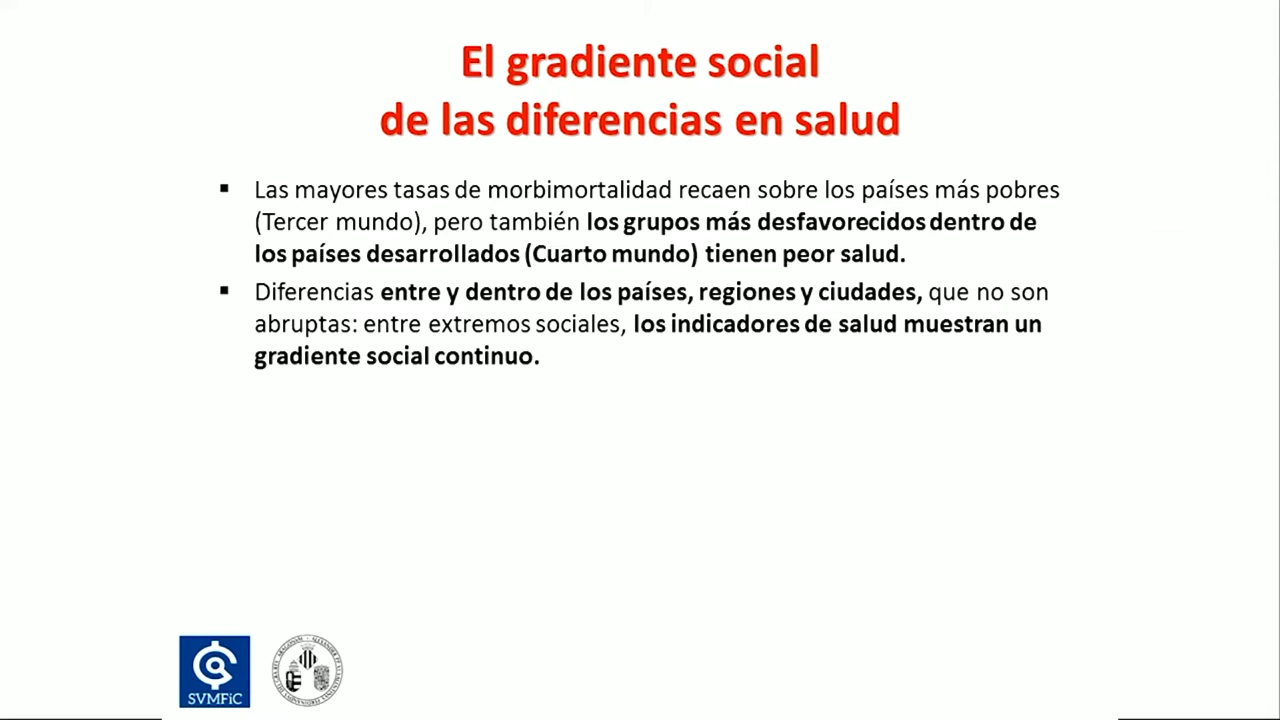 El gradiente social
de las diferencias en salud
▪ Las mayores tasas de morbimortalidad recaen sobre los países más pobres
(Tercer mundo), pero también los grupos más desfavorecidos dentro de
los países desarrollados (Cuarto mundo) tienen peor salud.
▪ Diferencias entre y dentro de los países, regiones y ciudades, que no son
abruptas: entre extremos sociales, los indicadores de salud muestran un
gradiente social continuo.
SVMFiC